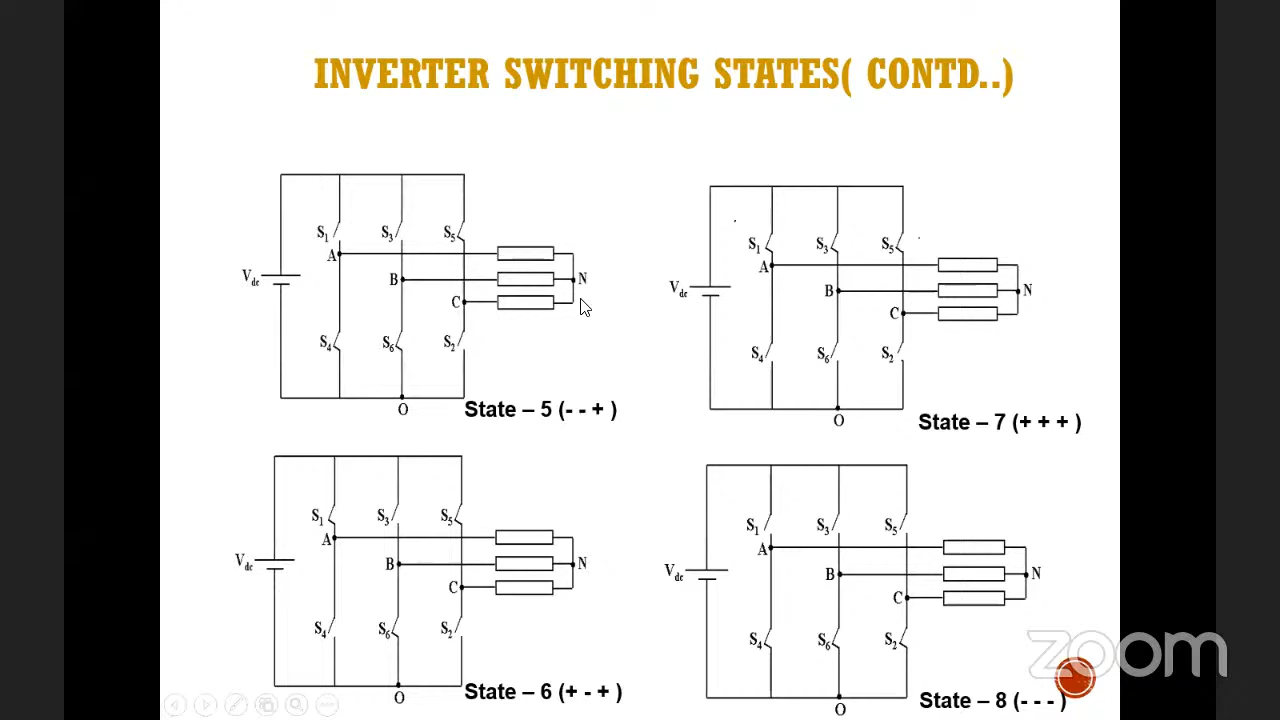 INVERTER SWITCHING STATES( CONTD..)
S1 S3 S5
A
Vdc B N
C
S4 S6 S2
O
State – 5 (- - + )
S1 S3 S5
A
Vdc B N
C
S4 S6 S2
O
State – 7 (+ + + )
S1 S3 S5
A
Vdc B N
C
S4 S6 S2
O
State – 6 (+ - + )
S1 S3 S5
A
Vdc B N
C
S4 S6 S2
O
State – 8 (- - - )
zoom